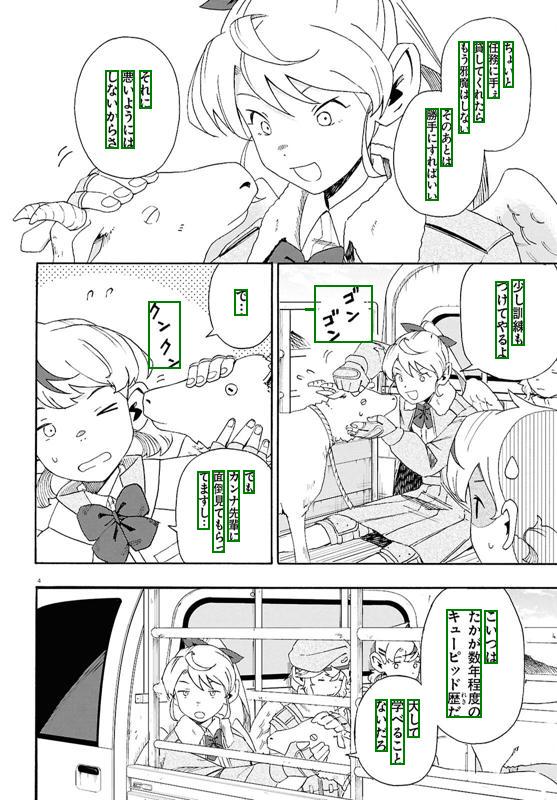 ちょいと
任務に手ぇ
貸してくれたら
もう邪魔はしない
そのあとは
勝手にすればいい
それに
悪いようには
しないからさ
少し訓練も
つけてやるよ
ゴン
ゴン
で…
クン
クン
でも
カンナ先輩に
面倒見てもらっ
てますし…
4
こいつは
たかが数年程度の
キューピッド歴だ
れき
大して
学べること
ないだろ